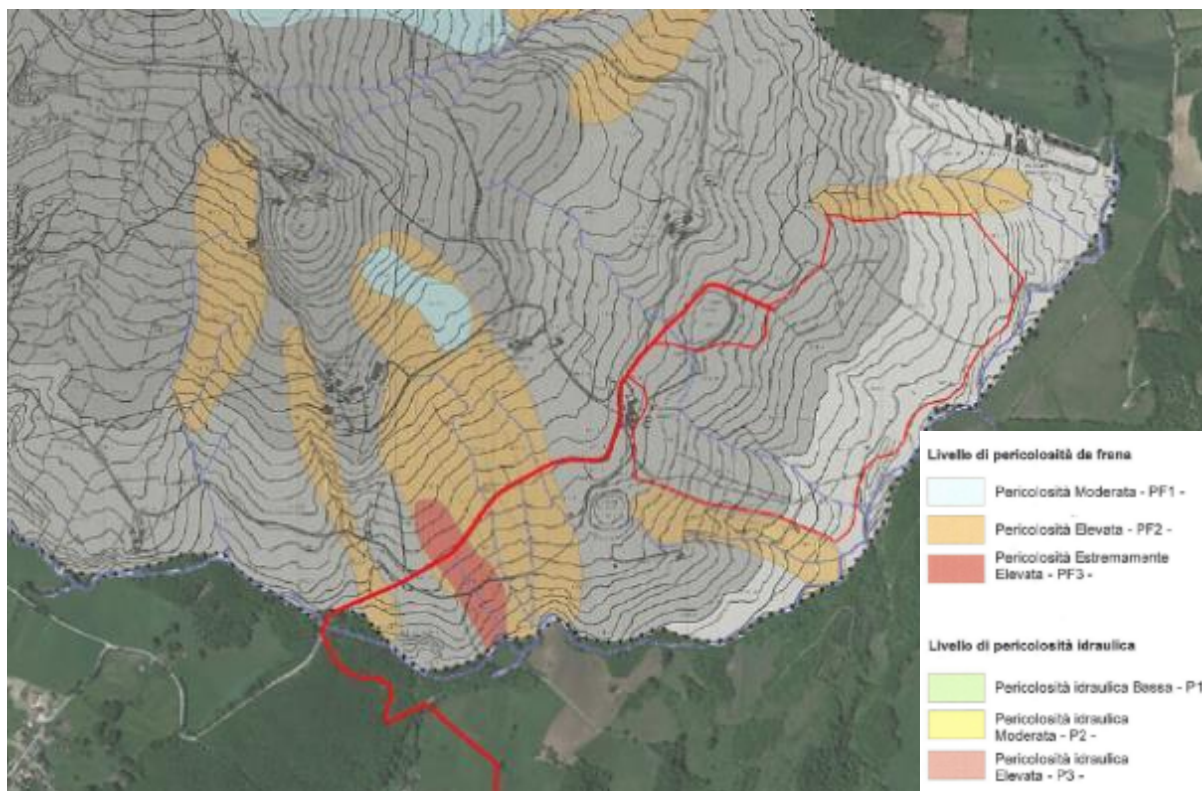 Livello di pericolosità da frana
Pericolosità Moderata - PF1 -
Pericolosità Elevata - PF2 -
Pericolosità Estremamente
Elevata - PF3 -
Livello di pericolosità idraulica
Pericolosità idraulica Bassa - P1
Pericolosità idraulica
Moderata - P2 -
Pericolosità idraulica
Elevata - P3 -